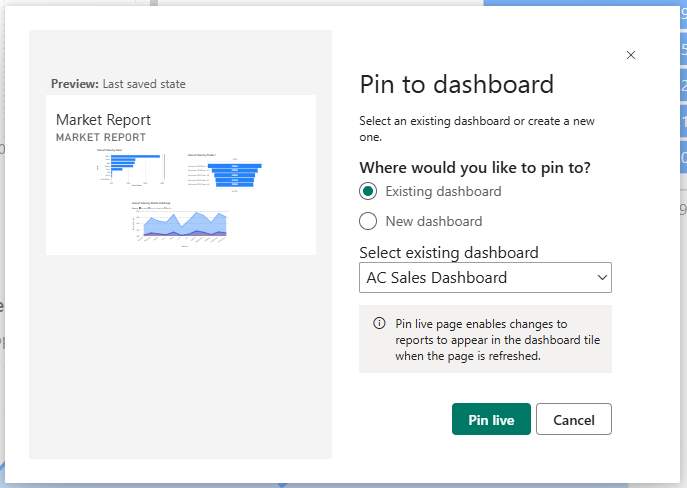 Preview: Last saved state
Market Report
MARKET REPORT
Pin to dashboard
Select an existing dashboard or create a new
one.
Where would you like to pin to?
Existing dashboard
New dashboard
Select existing dashboard
AC Sales Dashboard
Pin live page enables changes to
reports to appear in the dashboard tile
when the page is refreshed.
Pin live
Cancel